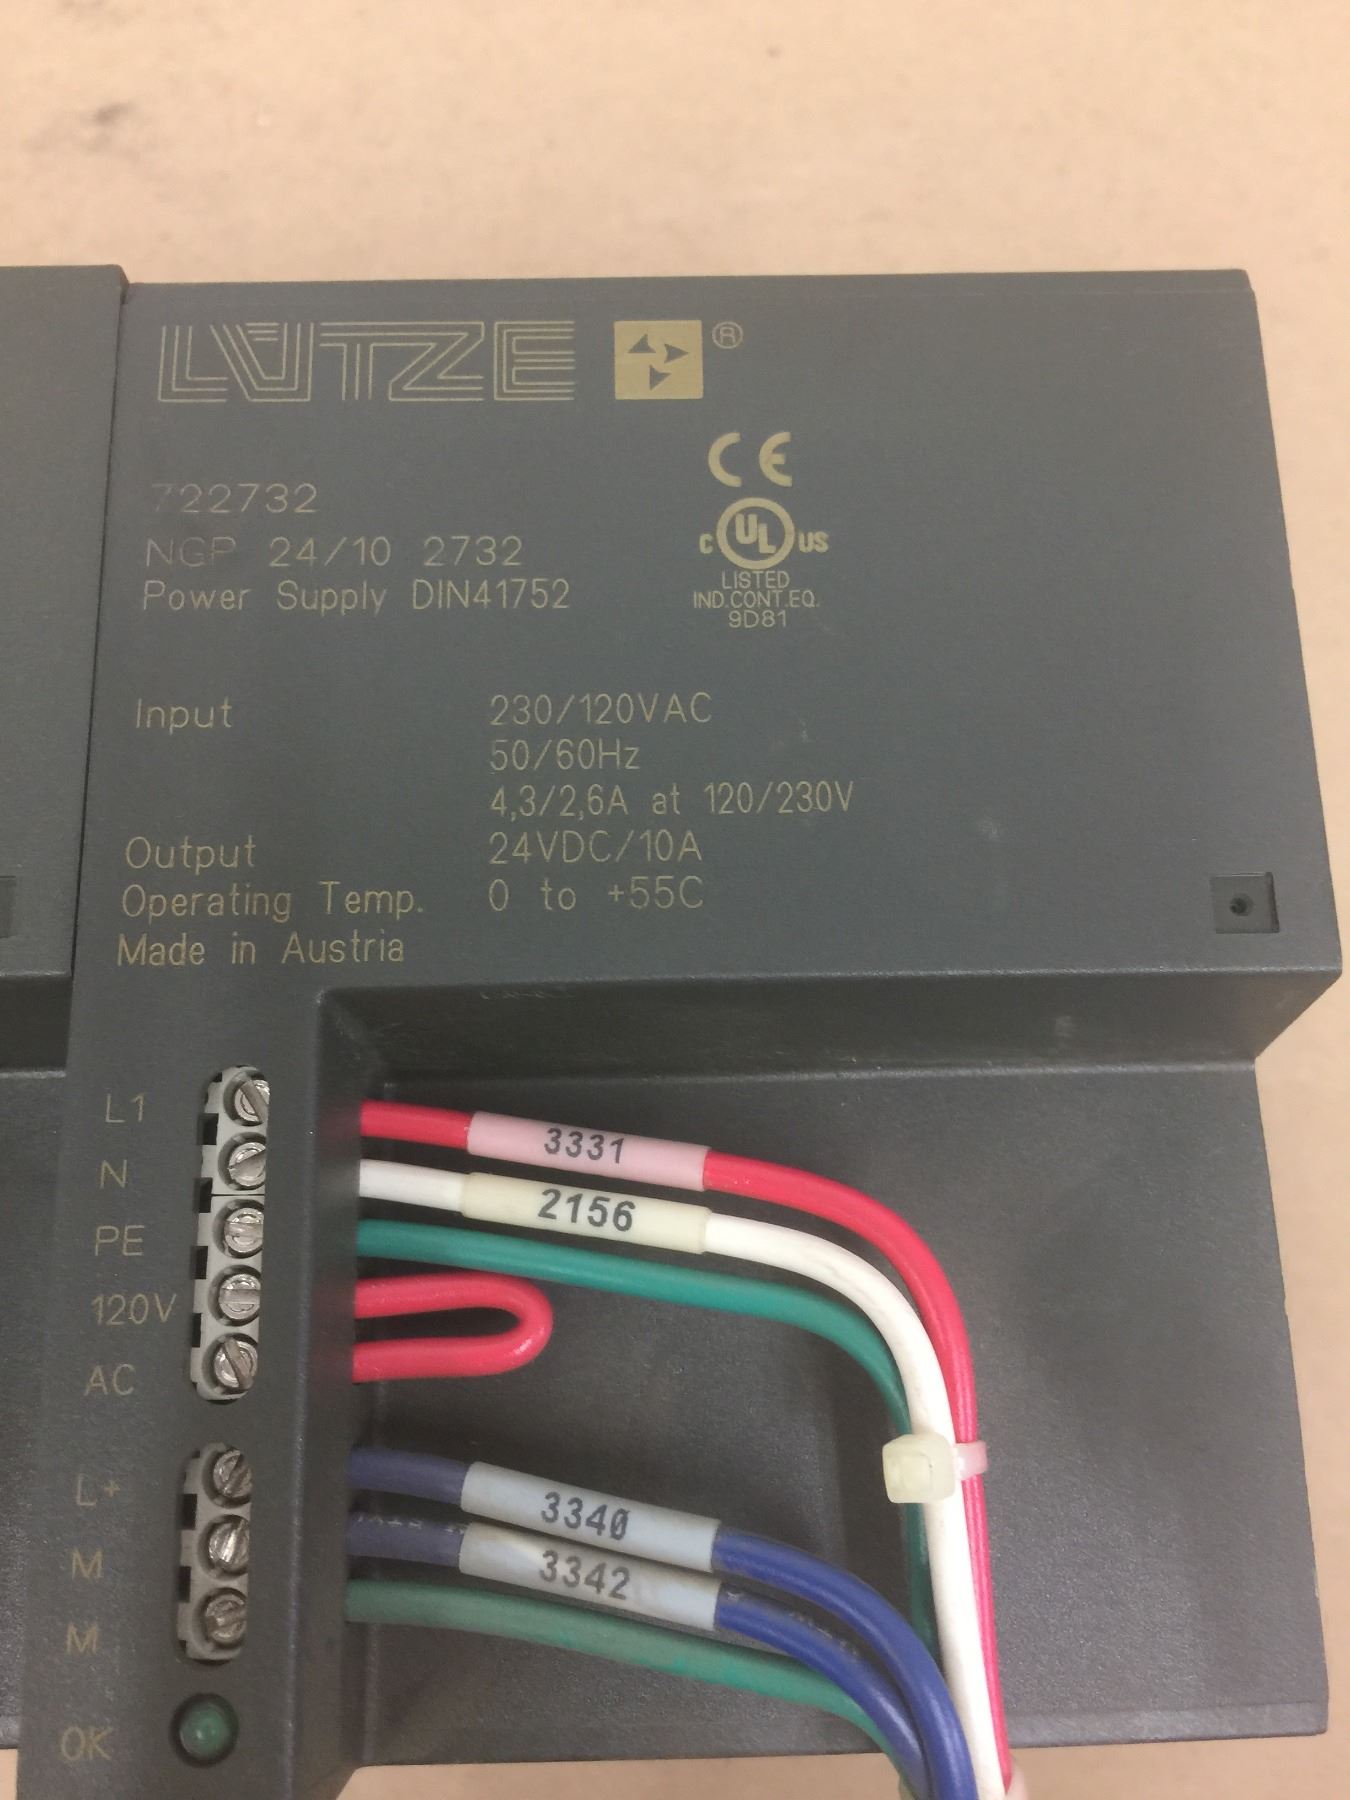 LÜTZE ®
722732
NGP 24/10 2732
Power Supply DIN41752
CE
C UL US
LISTED
IND.CONT.EQ.
9D81
Input 230/120VAC
50/60Hz
4,3/2,6A at 120/230V
Output 24VDC/10A
Operating Temp. 0 to +55C
Made in Austria
L1
3331
N
2156
PE
120V
AC
L+
3340
M
3342
M
OK